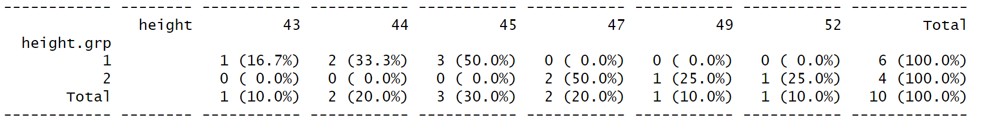 ------------ -------- ----------- ----------- ----------- ----------- ----------- ----------- -------------
height 43 44 45 47 49 52 Total
height.grp
1 1 (16.7%) 2 (33.3%) 3 (50.0%) 0 ( 0.0%) 0 ( 0.0%) 0 ( 0.0%) 6 (100.0%)
2 0 ( 0.0%) 0 ( 0.0%) 0 ( 0.0%) 2 (50.0%) 1 (25.0%) 1 (25.0%) 4 (100.0%)
Total 1 (10.0%) 2 (20.0%) 3 (30.0%) 2 (20.0%) 1 (10.0%) 1 (10.0%) 10 (100.0%)
------------ -------- ----------- ----------- ----------- ----------- ----------- ----------- -------------